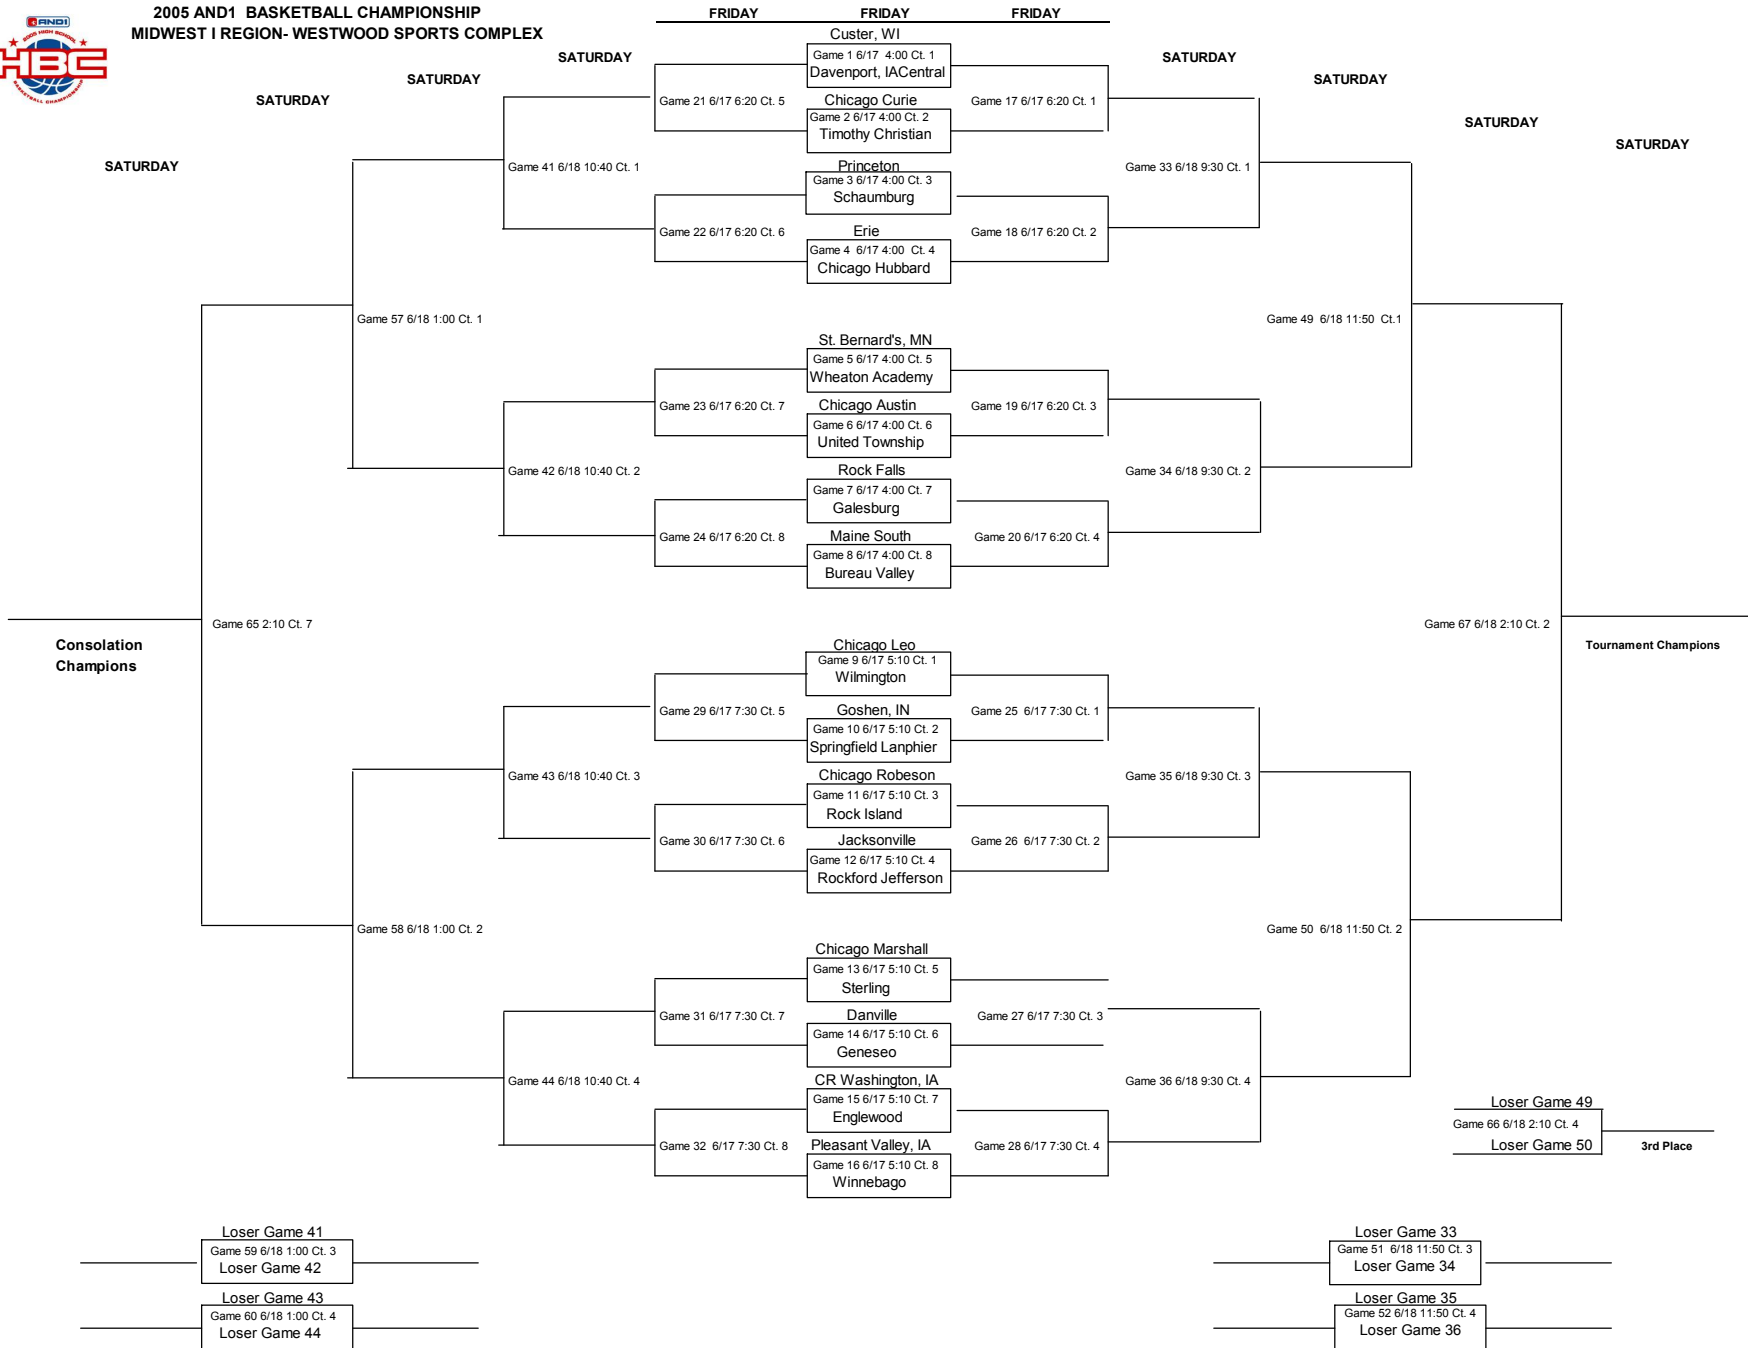 AND1
2005 HIGH SCHOOL
HBC
BASKETBALL CHAMPIONSHIP
2005 AND1 BASKETBALL CHAMPIONSHIP
MIDWEST I REGION- WESTWOOD SPORTS COMPLEX
FRIDAY FRIDAY FRIDAY
SATURDAY SATURDAY
SATURDAY SATURDAY
SATURDAY SATURDAY
SATURDAY SATURDAY
Custer, WI
Game 1 6/17 4:00 Ct. 1
Davenport, IACentral
Game 21 6/17 6:20 Ct. 5
Chicago Curie
Game 17 6/17 6:20 Ct. 1
Game 2 6/17 4:00 Ct. 2
Timothy Christian
Game 41 6/18 10:40 Ct. 1
Princeton
Game 33 6/18 9:30 Ct. 1
Game 3 6/17 4:00 Ct. 3
Schaumburg
Game 22 6/17 6:20 Ct. 6
Erie
Game 18 6/17 6:20 Ct. 2
Game 4 6/17 4:00 Ct. 4
Chicago Hubbard
Game 57 6/18 1:00 Ct. 1
Game 49 6/18 11:50 Ct.1
St. Bernard's, MN
Game 5 6/17 4:00 Ct. 5
Wheaton Academy
Game 23 6/17 6:20 Ct. 7
Chicago Austin
Game 19 6/17 6:20 Ct. 3
Game 6 6/17 4:00 Ct. 6
United Township
Game 42 6/18 10:40 Ct. 2
Rock Falls
Game 34 6/18 9:30 Ct. 2
Game 7 6/17 4:00 Ct. 7
Galesburg
Game 24 6/17 6:20 Ct. 8
Maine South
Game 20 6/17 6:20 Ct. 4
Game 8 6/17 4:00 Ct. 8
Bureau Valley
Game 65 2:10 Ct. 7
Game 67 6/18 2:10 Ct. 2
Consolation
Champions
Tournament Champions
Chicago Leo
Game 9 6/17 5:10 Ct. 1
Wilmington
Game 29 6/17 7:30 Ct. 5
Goshen, IN
Game 25 6/17 7:30 Ct. 1
Game 10 6/17 5:10 Ct. 2
Springfield Lanphier
Game 43 6/18 10:40 Ct. 3
Chicago Robeson
Game 35 6/18 9:30 Ct. 3
Game 11 6/17 5:10 Ct. 3
Rock Island
Game 30 6/17 7:30 Ct. 6
Jacksonville
Game 26 6/17 7:30 Ct. 2
Game 12 6/17 5:10 Ct. 4
Rockford Jefferson
Game 58 6/18 1:00 Ct. 2
Game 50 6/18 11:50 Ct. 2
Chicago Marshall
Game 13 6/17 5:10 Ct. 5
Sterling
Game 31 6/17 7:30 Ct. 7
Danville
Game 27 6/17 7:30 Ct. 3
Game 14 6/17 5:10 Ct. 6
Geneseo
Game 44 6/18 10:40 Ct. 4
CR Washington, IA
Game 36 6/18 9:30 Ct. 4
Game 15 6/17 5:10 Ct. 7
Englewood
Game 32 6/17 7:30 Ct. 8
Pleasant Valley, IA
Game 28 6/17 7:30 Ct. 4
Game 16 6/17 5:10 Ct. 8
Winnebago
Loser Game 49
Game 66 6/18 2:10 Ct. 4
Loser Game 50
3rd Place
Loser Game 41
Game 59 6/18 1:00 Ct. 3
Loser Game 42
Loser Game 33
Game 51 6/18 11:50 Ct. 3
Loser Game 34
Loser Game 43
Game 60 6/18 1:00 Ct. 4
Loser Game 44
Loser Game 35
Game 52 6/18 11:50 Ct. 4
Loser Game 36